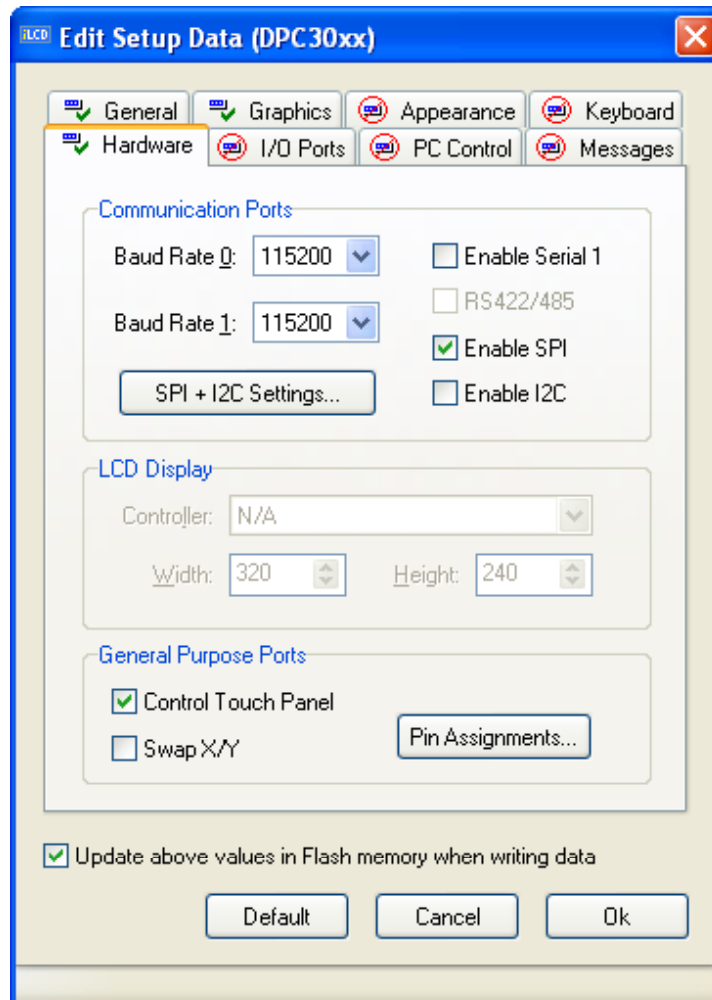 iLCD Edit Setup Data (DPC30xx)
General Graphics Appearance Keyboard
Hardware I/O Ports PC Control Messages
Communication Ports
Baud Rate 0: 115200 Enable Serial 1
RS422/485
Baud Rate 1: 115200
Enable SPI
SPI + I2C Settings... Enable I2C
LCD Display
Controller: N/A
Width: 320 Height: 240
General Purpose Ports
Control Touch Panel
Swap X/Y Pin Assignments...
Update above values in Flash memory when writing data
Default Cancel Ok